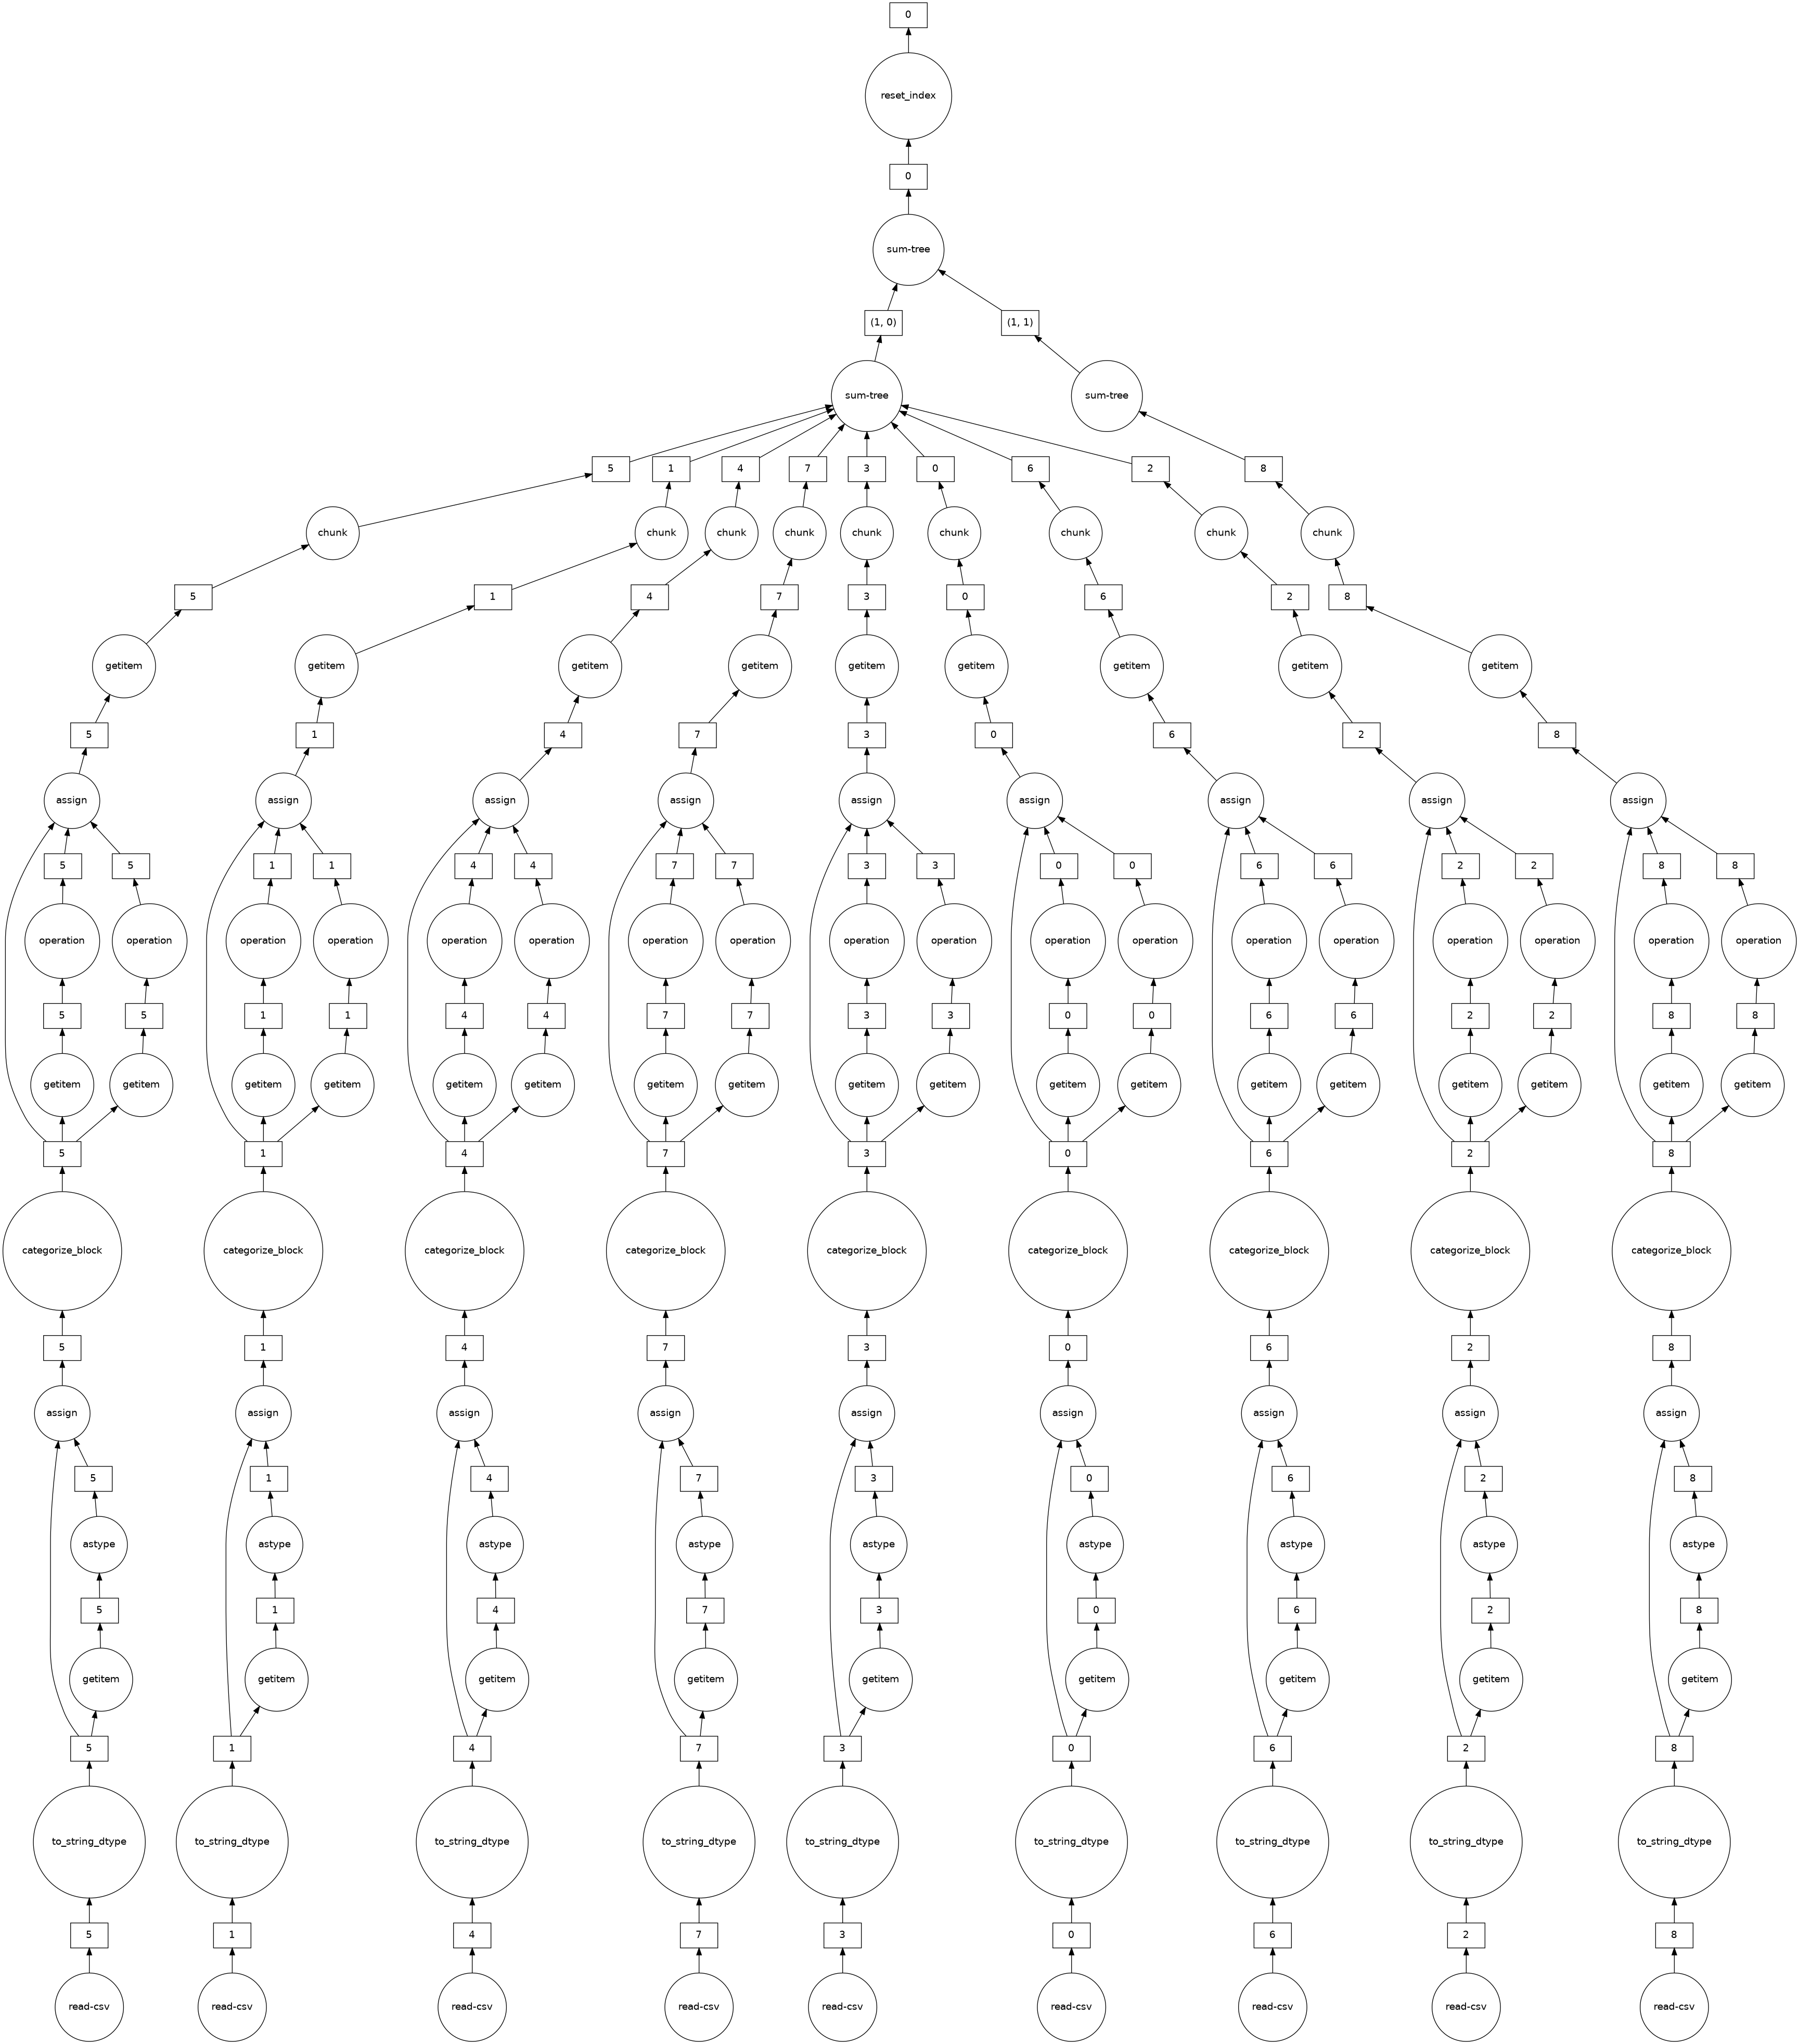 0
reset_index
0
sum-tree
(1, 0) (1, 1)
sum-tree sum-tree
5 1 4 7 3 0 6 2 8
chunk chunk chunk chunk chunk chunk chunk chunk chunk
5 1 4 7 3 0 6 2 8
getitem getitem getitem getitem getitem getitem getitem getitem getitem
5 1 4 7 3 0 6 2 8
assign assign assign assign assign assign assign assign assign
5 5 1 1 4 4 7 7 3 3 0 0 6 6 2 2 8 8
operation operation operation operation operation operation operation operation operation operation operation operation operation operation operation operation operation operation
5 5 1 1 4 4 7 7 3 3 0 0 6 6 2 2 8 8
getitem getitem getitem getitem getitem getitem getitem getitem getitem getitem getitem getitem getitem getitem getitem getitem getitem getitem
5 1 4 7 3 0 6 2 8
categorize_block categorize_block categorize_block categorize_block categorize_block categorize_block categorize_block categorize_block categorize_block
5 1 4 7 3 0 6 2 8
assign assign assign assign assign assign assign assign assign
5 1 4 7 3 0 6 2 8
astype astype astype astype astype astype astype astype astype
5 1 4 7 3 0 6 2 8
getitem getitem getitem getitem getitem getitem getitem getitem getitem
5 1 4 7 3 0 6 2 8
to_string_dtype to_string_dtype to_string_dtype to_string_dtype to_string_dtype to_string_dtype to_string_dtype to_string_dtype to_string_dtype
5 1 4 7 3 0 6 2 8
read-csv read-csv read-csv read-csv read-csv read-csv read-csv read-csv read-csv